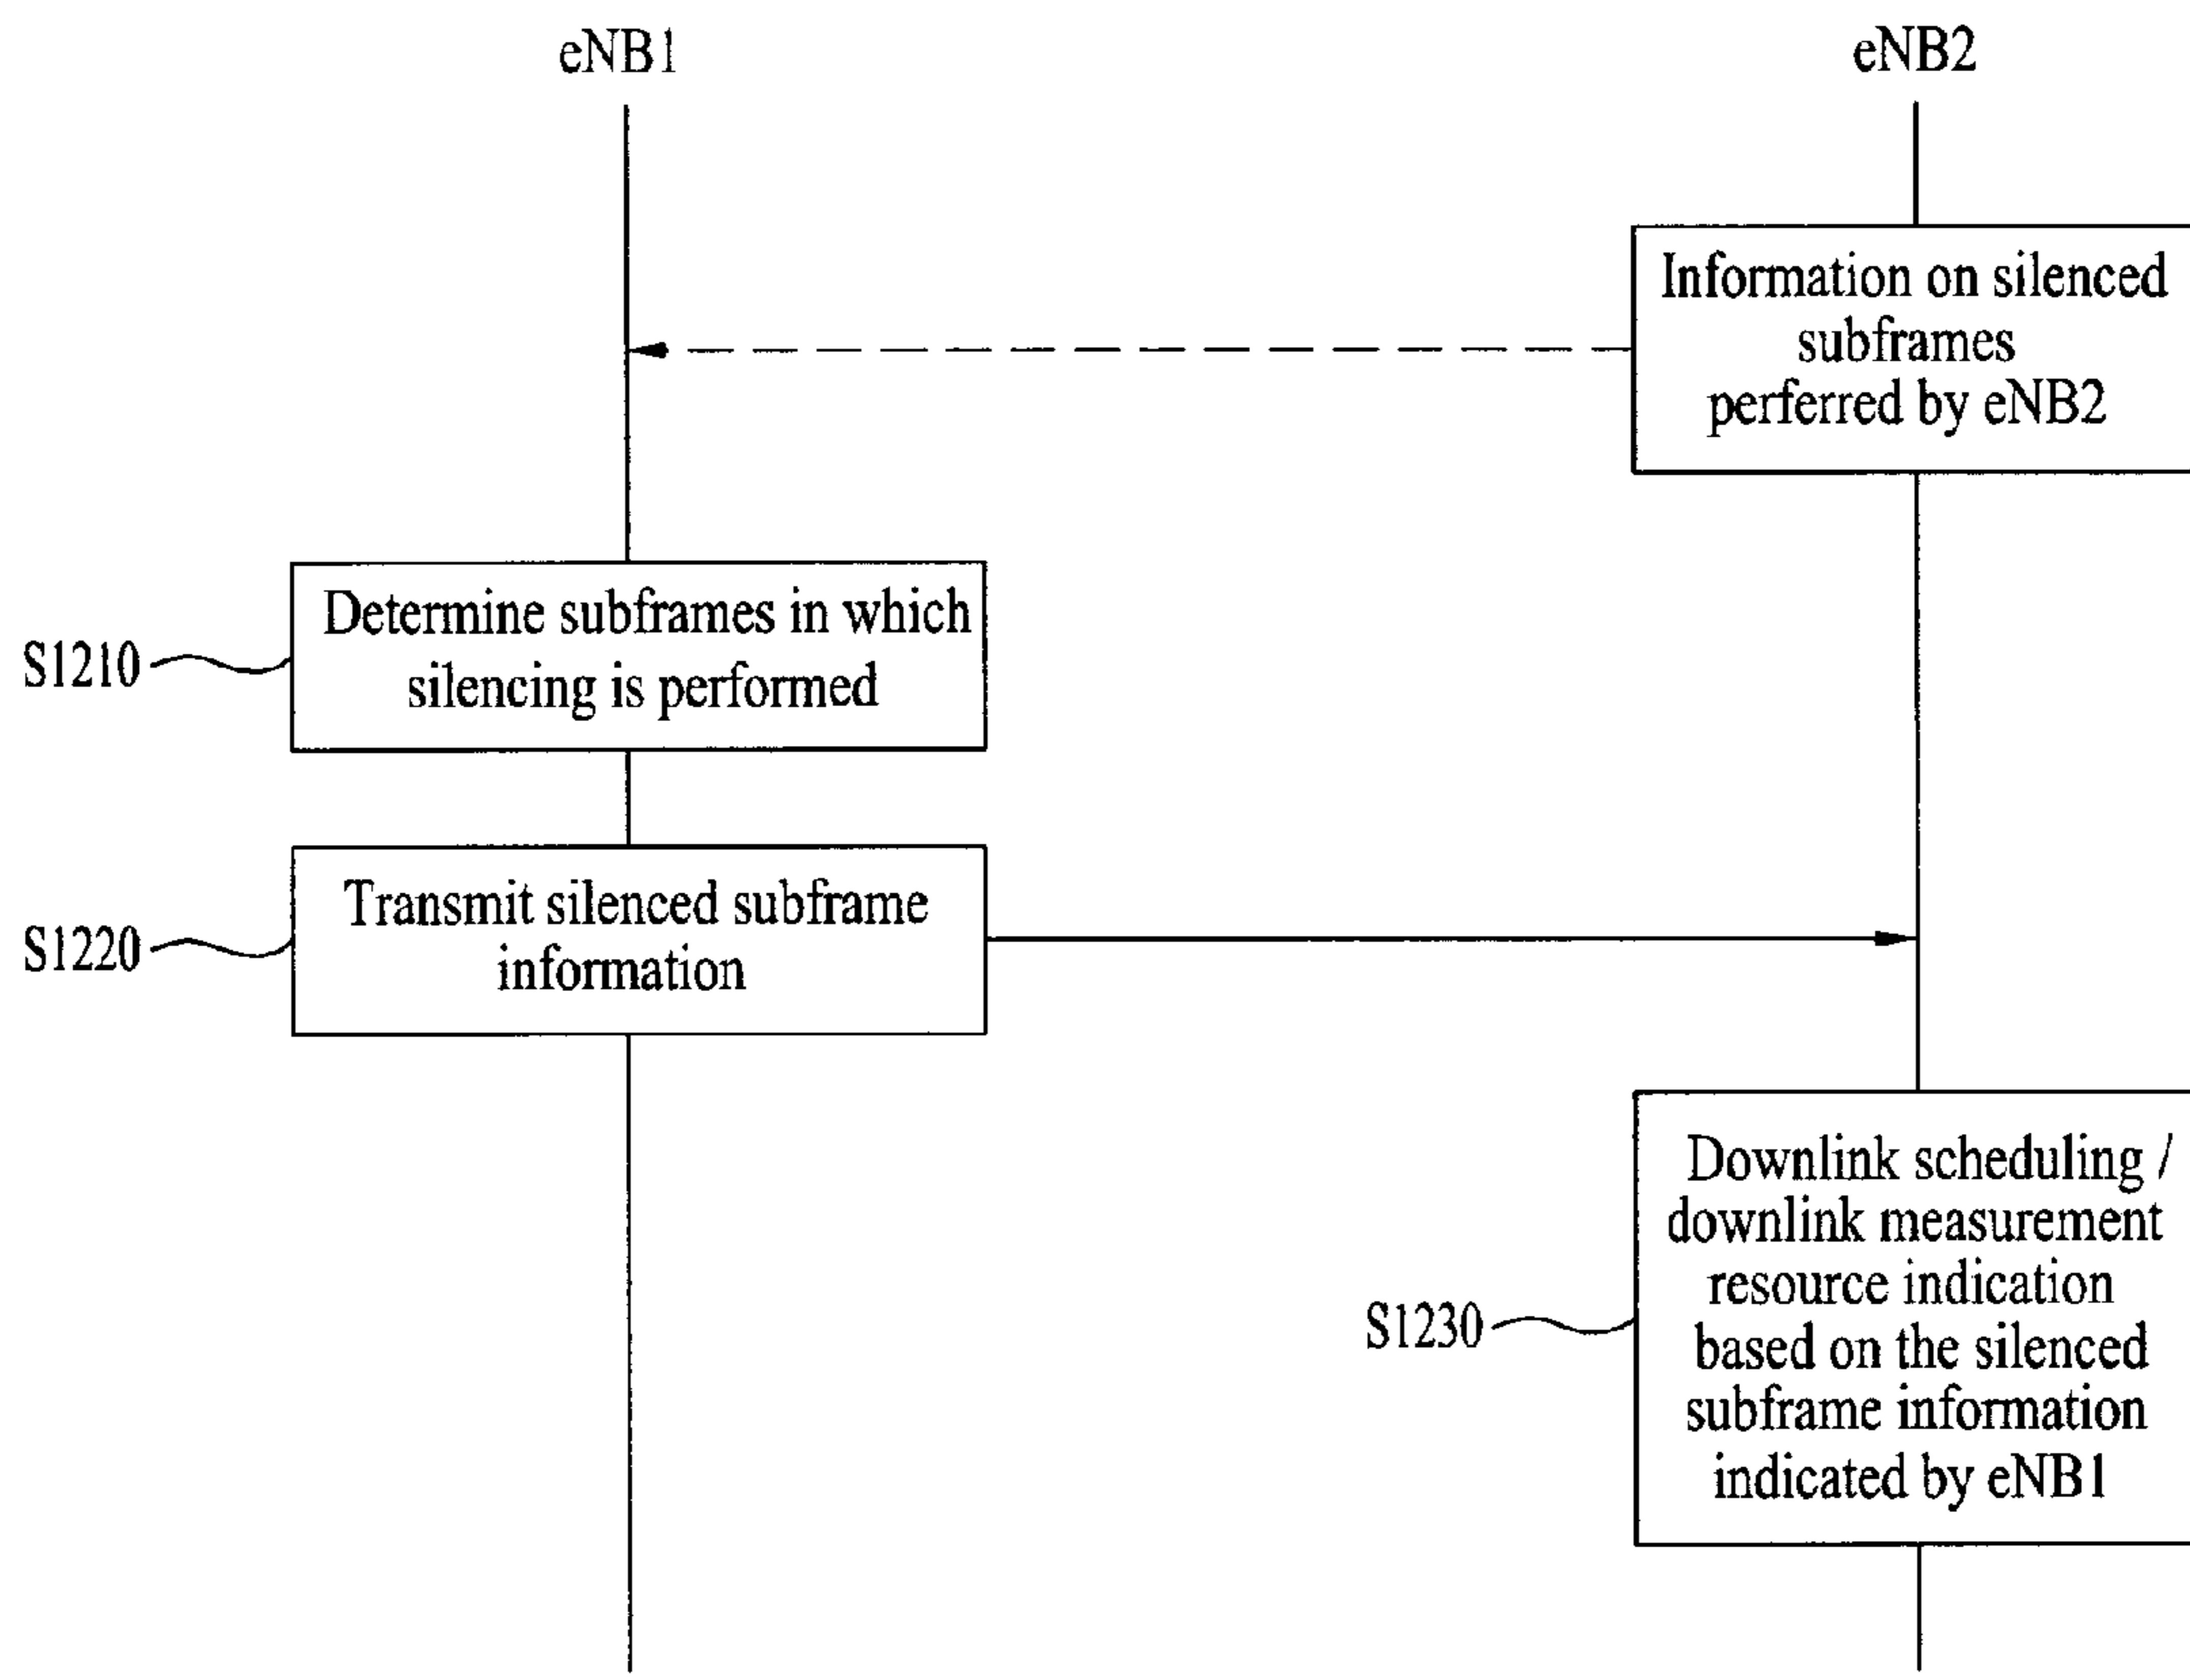 eNB1
eNB2
Information on silenced
subframes
perferred by eNB2
Determine subframes in which
silencing is performed
S1210
Transmit silenced subframe
information
S1220
Downlink scheduling /
downlink measurement
resource indication
based on the silenced
subframe information
indicated by eNB1
S1230